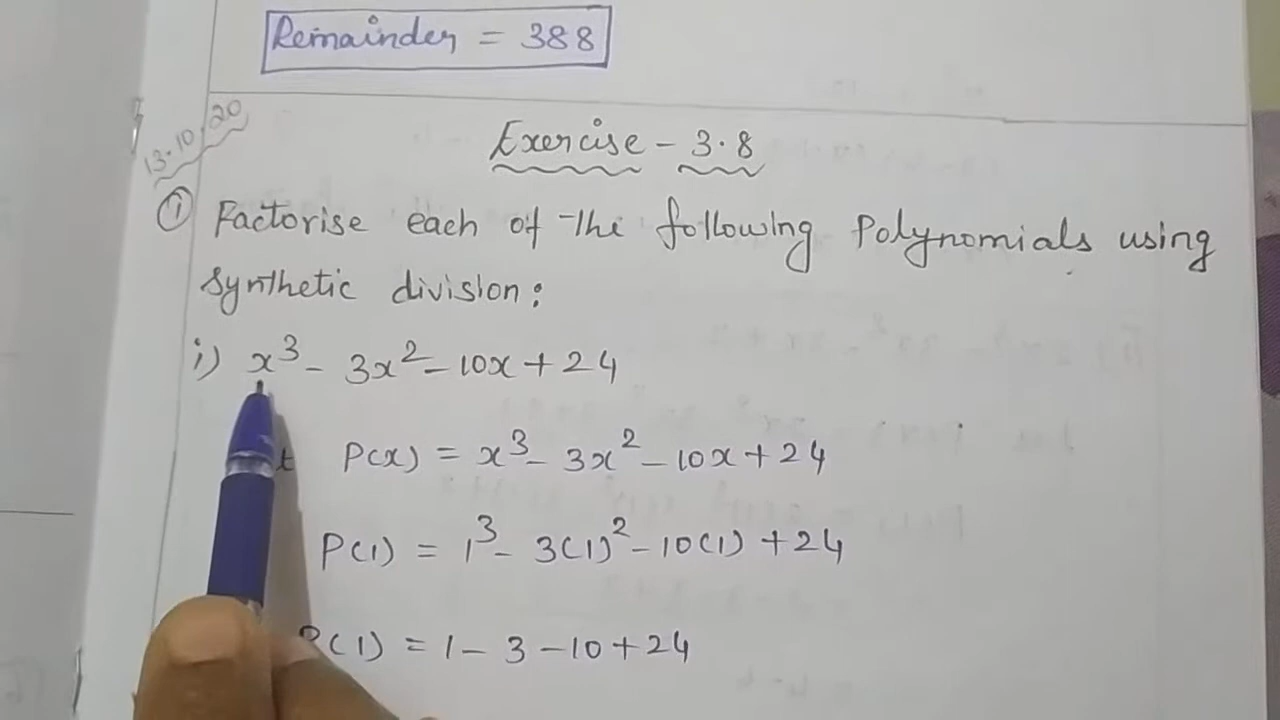 Remainder = 388
13.10.20
Exercise - 3.8
① Factorise each of the following Polynomials using
Synthetic division:
i) x³ - 3x² - 10x + 24
P(x) = x³ - 3x² - 10x + 24
P(1) = 1³ - 3(1)² - 10(1) + 24
P(1) = 1 - 3 - 10 + 24